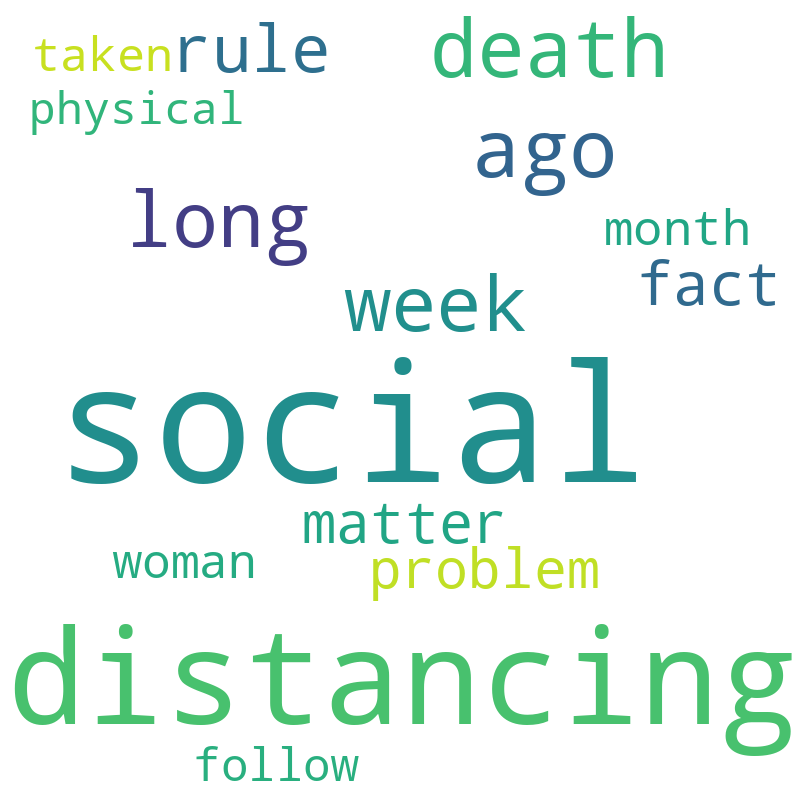 taken rule death
physical
ago
long
month
fact
week
social
matter
woman problem
distancing
follow